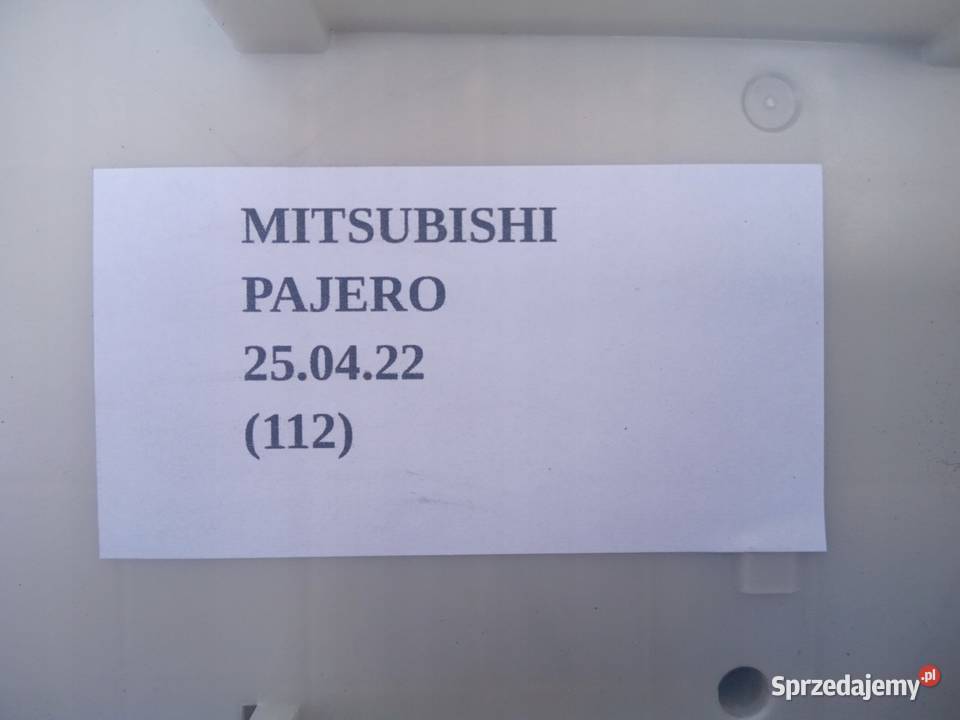 MITSUBISHI
PAJERO
25.04.22
(112)
Sprzedajemy.pl